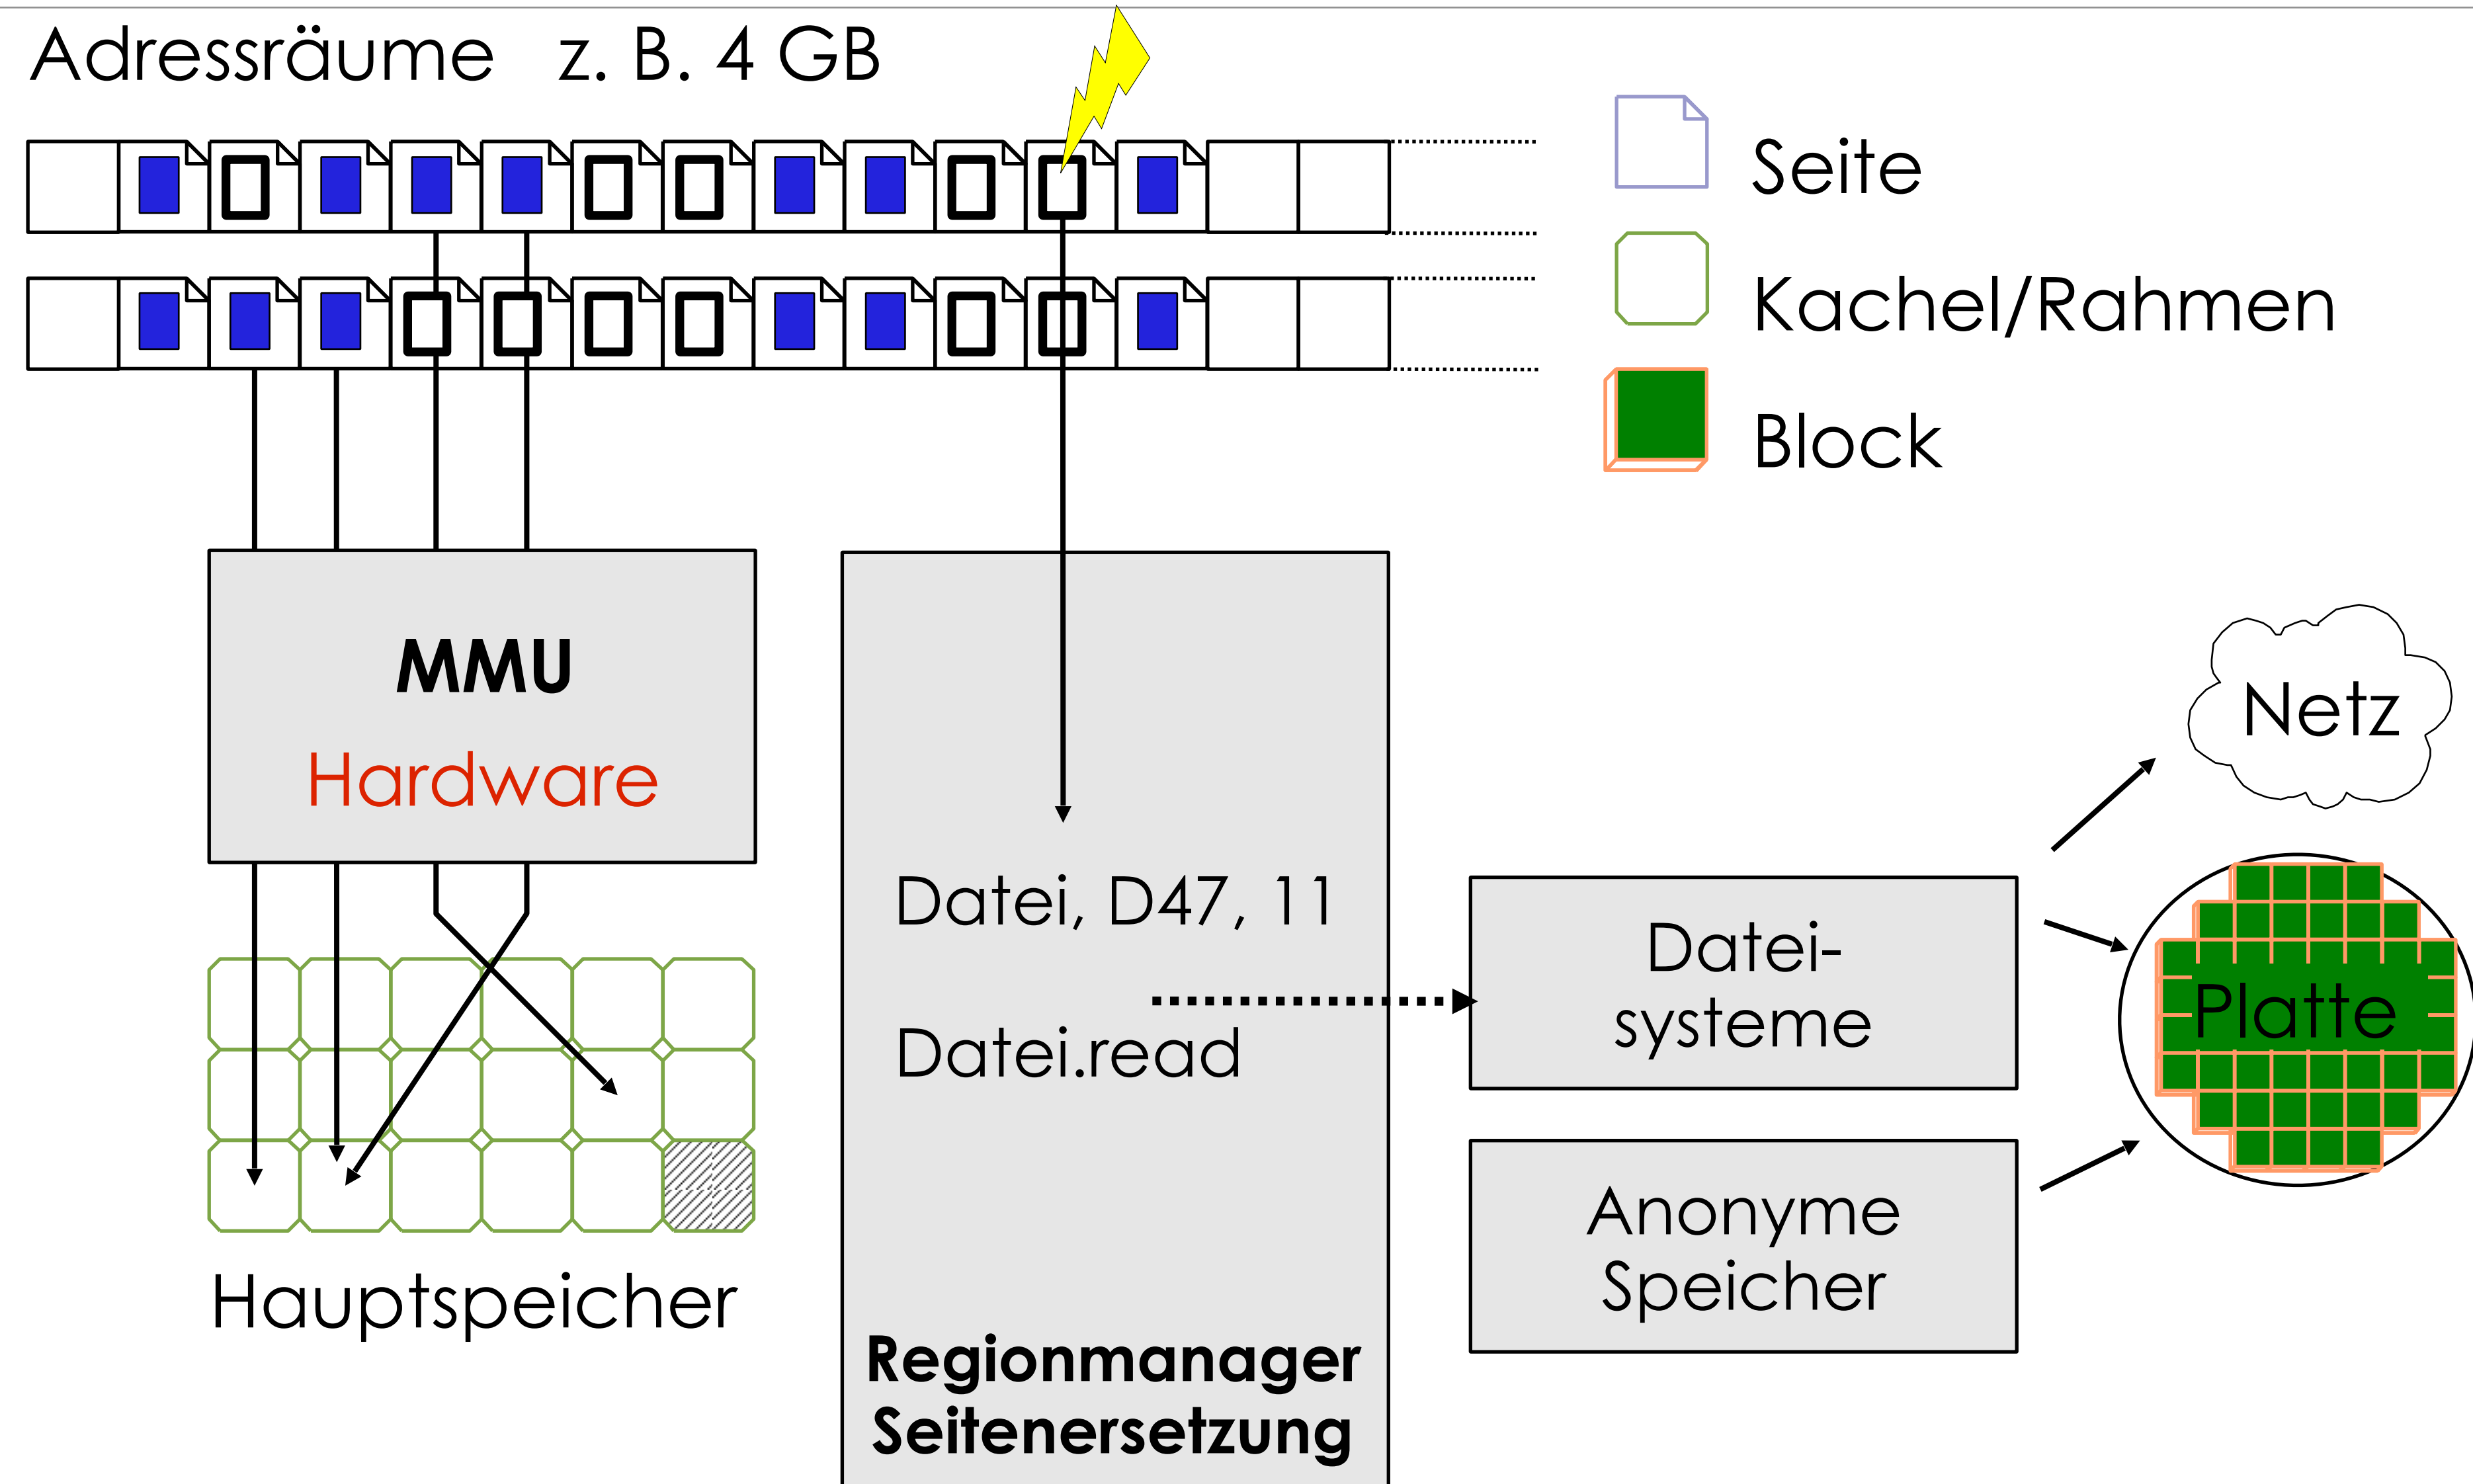 Adressräume z. B. 4 GB
Seite
Kachel/Rahmen
Block
MMU
Hardware
Hauptspeicher
Datei, D47, 11
Datei.read
Regionmanager
Seitenersetzung
Datei-
systeme
Anonyme
Speicher
Netz
Platte